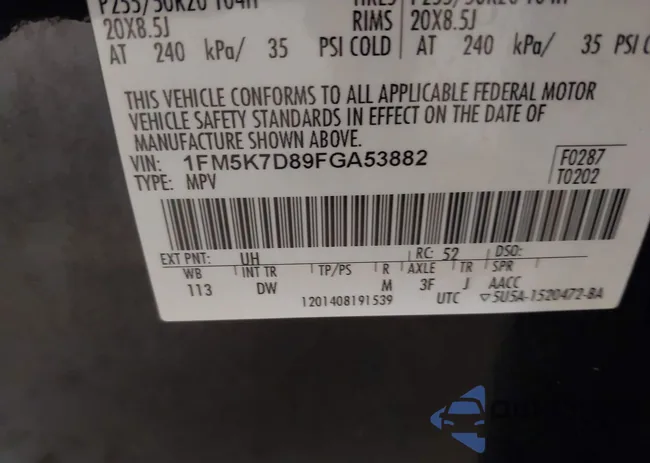 P255/50R20 104H
20X8.5J RIMS 20X8.5J
AT 240 kPa/ 35 PSI COLD AT 240 kPa/ 35 PSI
THIS VEHICLE CONFORMS TO ALL APPLICABLE FEDERAL MOTOR
VEHICLE SAFETY STANDARDS IN EFFECT ON THE DATE OF
MANUFACTURE SHOWN ABOVE.
VIN: 1FM5K7D89FGA53882 F0287
TYPE: MPV T0202
EXT PNT: UH RC: 52 DSO:
WB INT TR TP/PS R AXLE TR SPR
113 DW M 3F J AACC
1201408191539 UTC ▽5U5A-1520472-BA